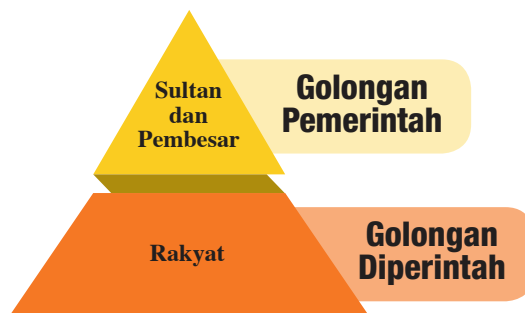 Sultan
dan
Pembesar
Golongan
Pemerintah
Rakyat
Golongan
Diperintah